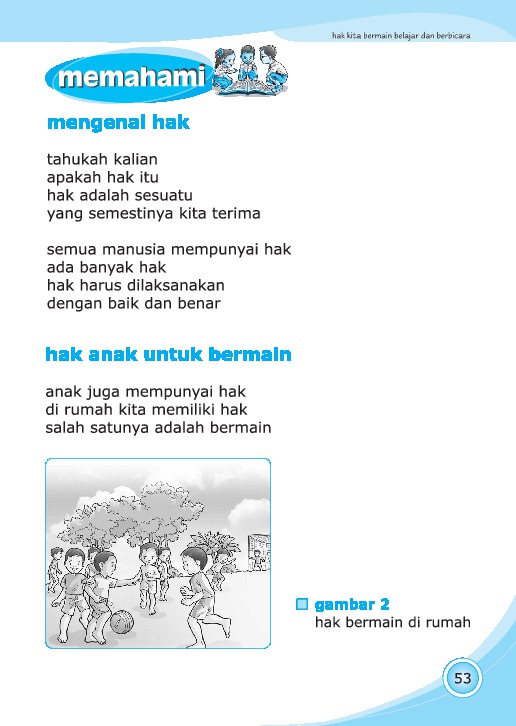 hak kita bermain belajar dan berbicara
memahami
mengenal hak
tahukah kalian
apakah hak itu
hak adalah sesuatu
yang semestinya kita terima
semua manusia mempunyai hak
ada banyak hak
hak harus dilaksanakan
dengan baik dan benar
hak anak untuk bermain
anak juga mempunyai hak
di rumah kita memiliki hak
salah satunya adalah bermain
gambar 2
hak bermain di rumah
53